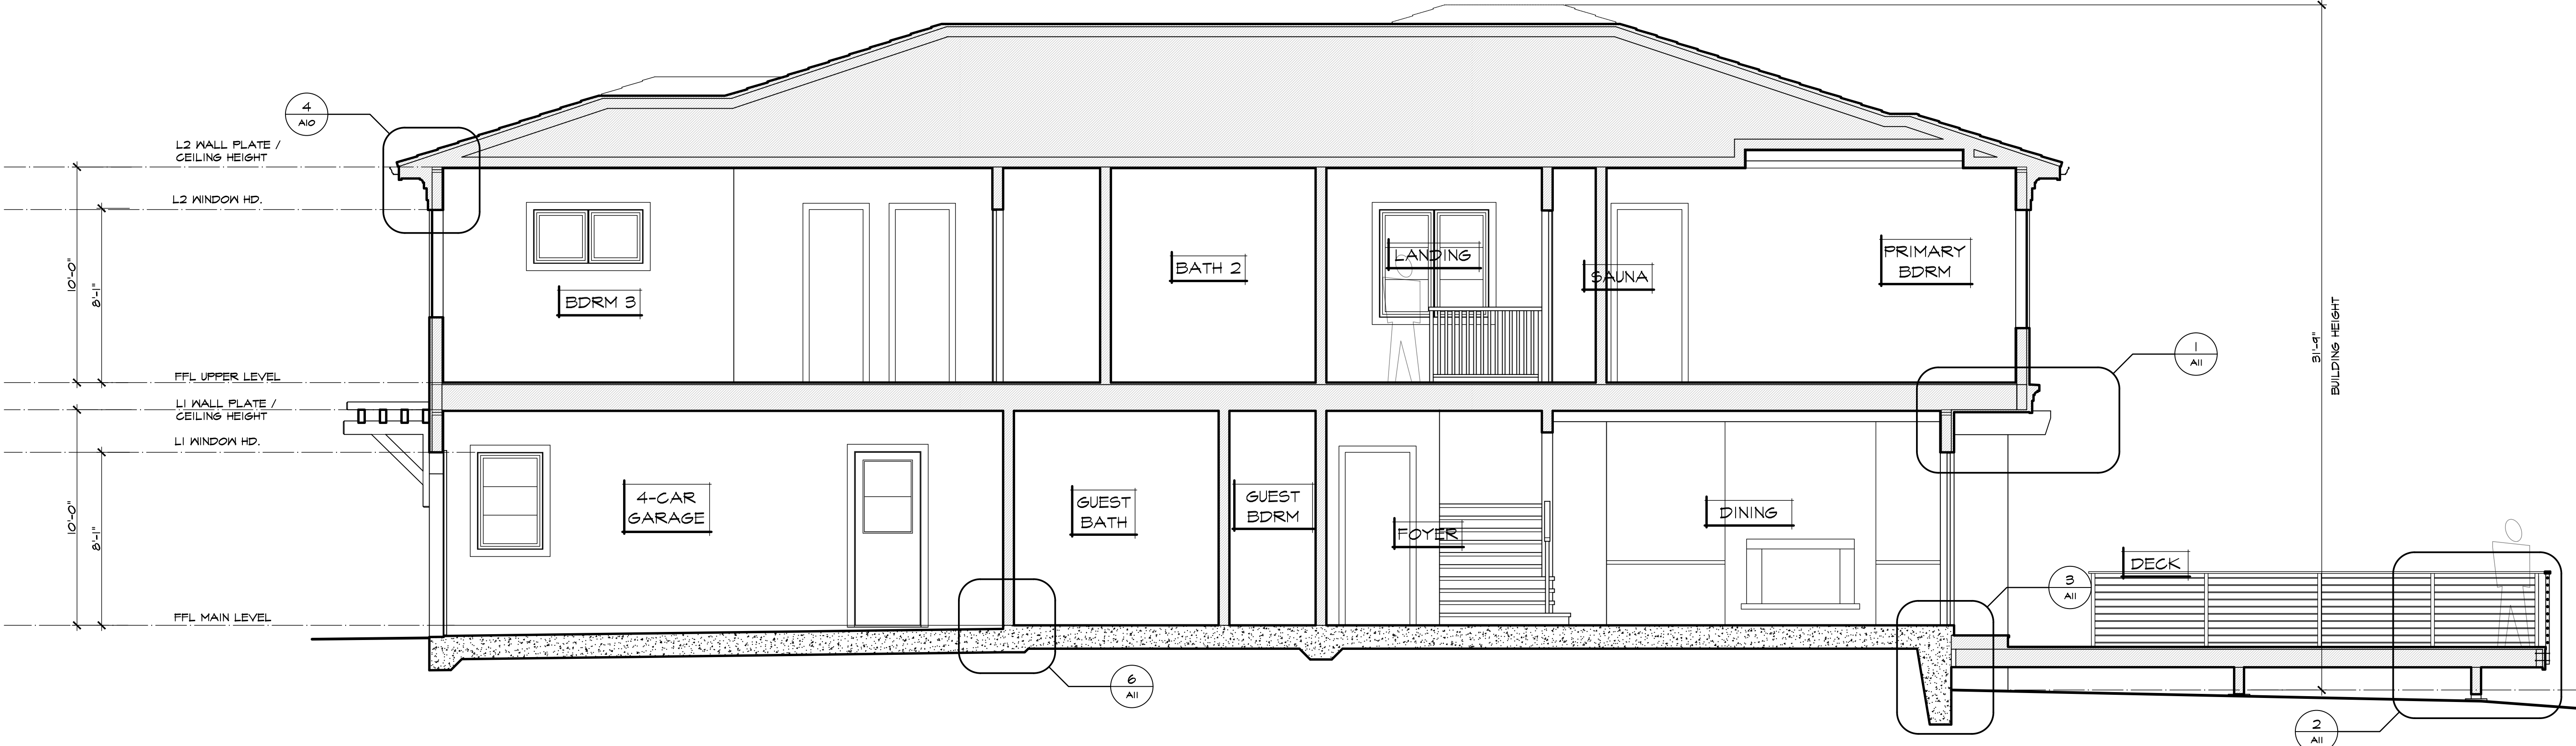 4
A10
L2 WALL PLATE /
CEILING HEIGHT
L2 WINDOW HD.
10'-0"
8'-1"
BDRM 3
BATH 2
LANDING
SAUNA
PRIMARY
BDRM
31'-9"
BUILDING HEIGHT
1
A11
FFL UPPER LEVEL
L1 WALL PLATE /
CEILING HEIGHT
L1 WINDOW HD.
10'-0"
8'-1"
4-CAR
GARAGE
GUEST
BATH
GUEST
BDRM
FOYER
DINING
DECK
3
A11
FFL MAIN LEVEL
6
A11
2
A11